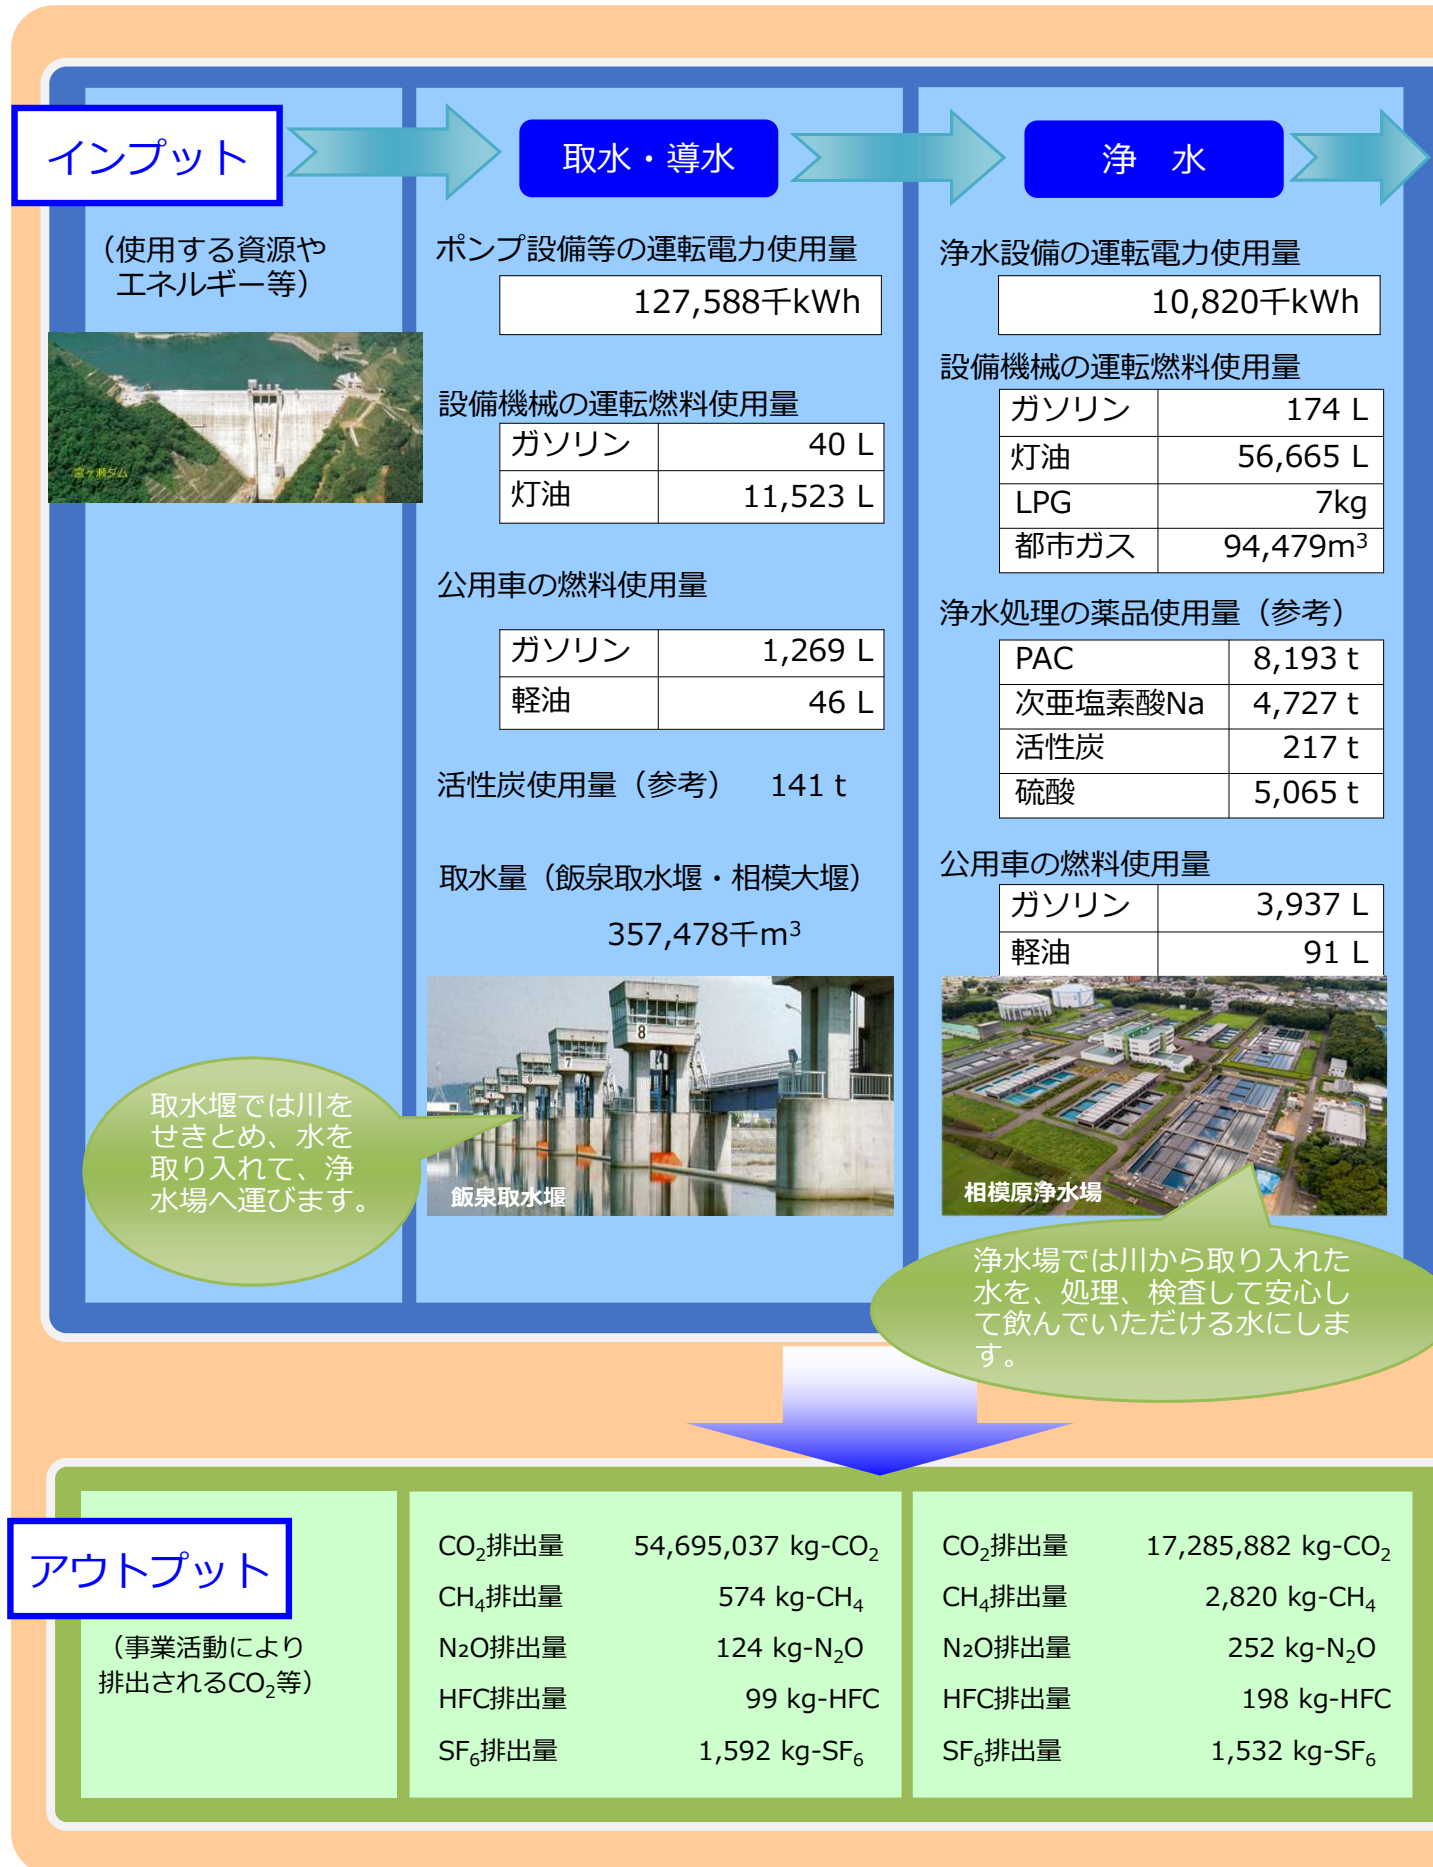 インプット
(使用する資源や
エネルギー等)
宮ヶ瀬ダム
取水堰では川を
せきとめ、水を
取り入れて、浄
水場へ運びます。
取水・導水
ポンプ設備等の運転電力使用量
127,588千kWh
設備機械の運転燃料使用量
ガソリン 40 L
灯油 11,523 L
公用車の燃料使用量
ガソリン 1,269 L
軽油 46 L
活性炭使用量（参考） 141 t
取水量（飯泉取水堰・相模大堰）
357,478千m³
8
7
6
飯泉取水堰
浄 水
浄水設備の運転電力使用量
10,820千kWh
設備機械の運転燃料使用量
ガソリン 174 L
灯油 56,665 L
LPG 7kg
都市ガス 94,479m³
浄水処理の薬品使用量（参考）
PAC 8,193 t
次亜塩素酸Na 4,727 t
活性炭 217 t
硫酸 5,065 t
公用車の燃料使用量
ガソリン 3,937 L
軽油 91 L
相模原浄水場
浄水場では川から取り入れた
水を、処理、検査して安心し
て飲んでいただける水にしま
す。
アウトプット
（事業活動により
排出されるCO₂等）
CO₂排出量 54,695,037 kg-CO₂
CH₄排出量 574 kg-CH₄
N₂O排出量 124 kg-N₂O
HFC排出量 99 kg-HFC
SF₆排出量 1,592 kg-SF₆
CO₂排出量 17,285,882 kg-CO₂
CH₄排出量 2,820 kg-CH₄
N₂O排出量 252 kg-N₂O
HFC排出量 198 kg-HFC
SF₆排出量 1,532 kg-SF₆